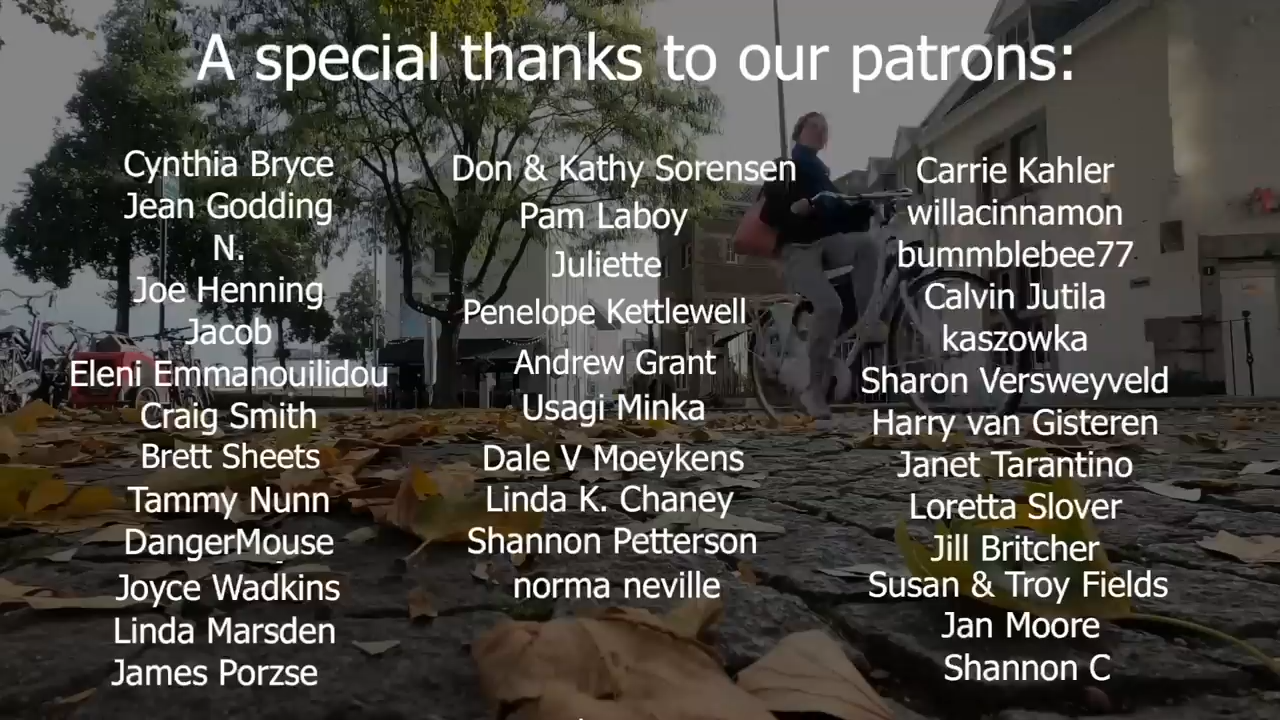 A special thanks to our patrons:
Cynthia Bryce
Jean Godding
N.
Joe Henning
Jacob
Eleni Emmanouilidou
Craig Smith
Brett Sheets
Tammy Nunn
DangerMouse
Joyce Wadkins
Linda Marsden
James Porzse
Don & Kathy Sorensen
Pam Laboy
Juliette
Penelope Kettlewell
Andrew Grant
Usagi Minka
Dale V Moeykens
Linda K. Chaney
Shannon Petterson
norma neville
Carrie Kahler
willacinnamon
bummblebee77
Calvin Jutila
kaszowka
Sharon Versweyveld
Harry van Gisteren
Janet Tarantino
Loretta Slover
Jill Britcher
Susan & Troy Fields
Jan Moore
Shannon C